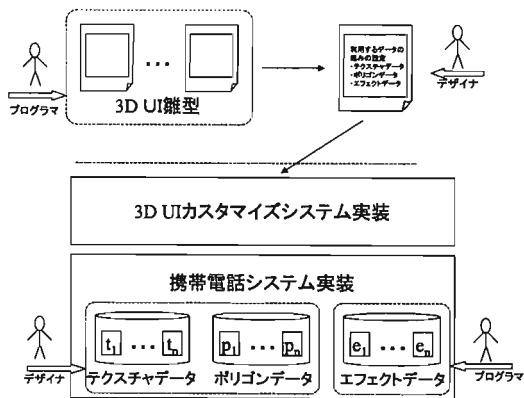 利用するデータの
組みの設定
・テクスチャデータ
・ポリゴンデータ
・エフェクトデータ
プログラマ
3D UI雛型
デザイナ
3D UIカスタマイズシステム実装
携帯電話システム実装
t1 ・・・ tn
p1 ・・・ pn
e1 ・・・ en
デザイナ
テクスチャデータ
ポリゴンデータ
エフェクトデータ
プログラマ